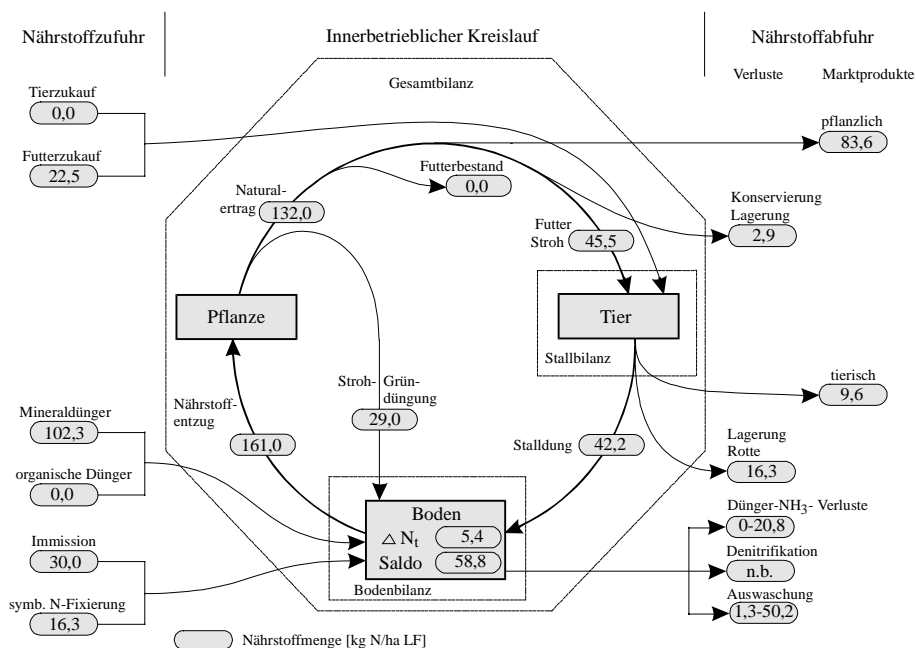 Nährstoffzufuhr
Innerbetrieblicher Kreislauf
Nährstoffabfuhr
Verluste
Marktprodukte
Gesamtbilanz
Tierzukauf
0,0
Futterzukauf
22,5
pflanzlich
83,6
Futterbestand
0,0
Natural-
ertrag
132,0
Futter
Stroh
45,5
Konservierung
Lagerung
2,9
Pflanze
Tier
Stallbilanz
Stroh-
Grün-
düngung
29,0
tierisch
9,6
Nährstoff-
entzug
161,0
Stalldung
42,2
Mineraldünger
102,3
organische Dünger
0,0
Lagerung
Rotte
16,3
Boden
△ Nt 5,4
Saldo 58,8
Bodenbilanz
Dünger-NH3- Verluste
0-20,8
Denitrifikation
n.b.
Auswaschung
1,3-50,2
Immission
30,0
symb. N-Fixierung
16,3
Nährstoffmenge [kg N/ha LF]